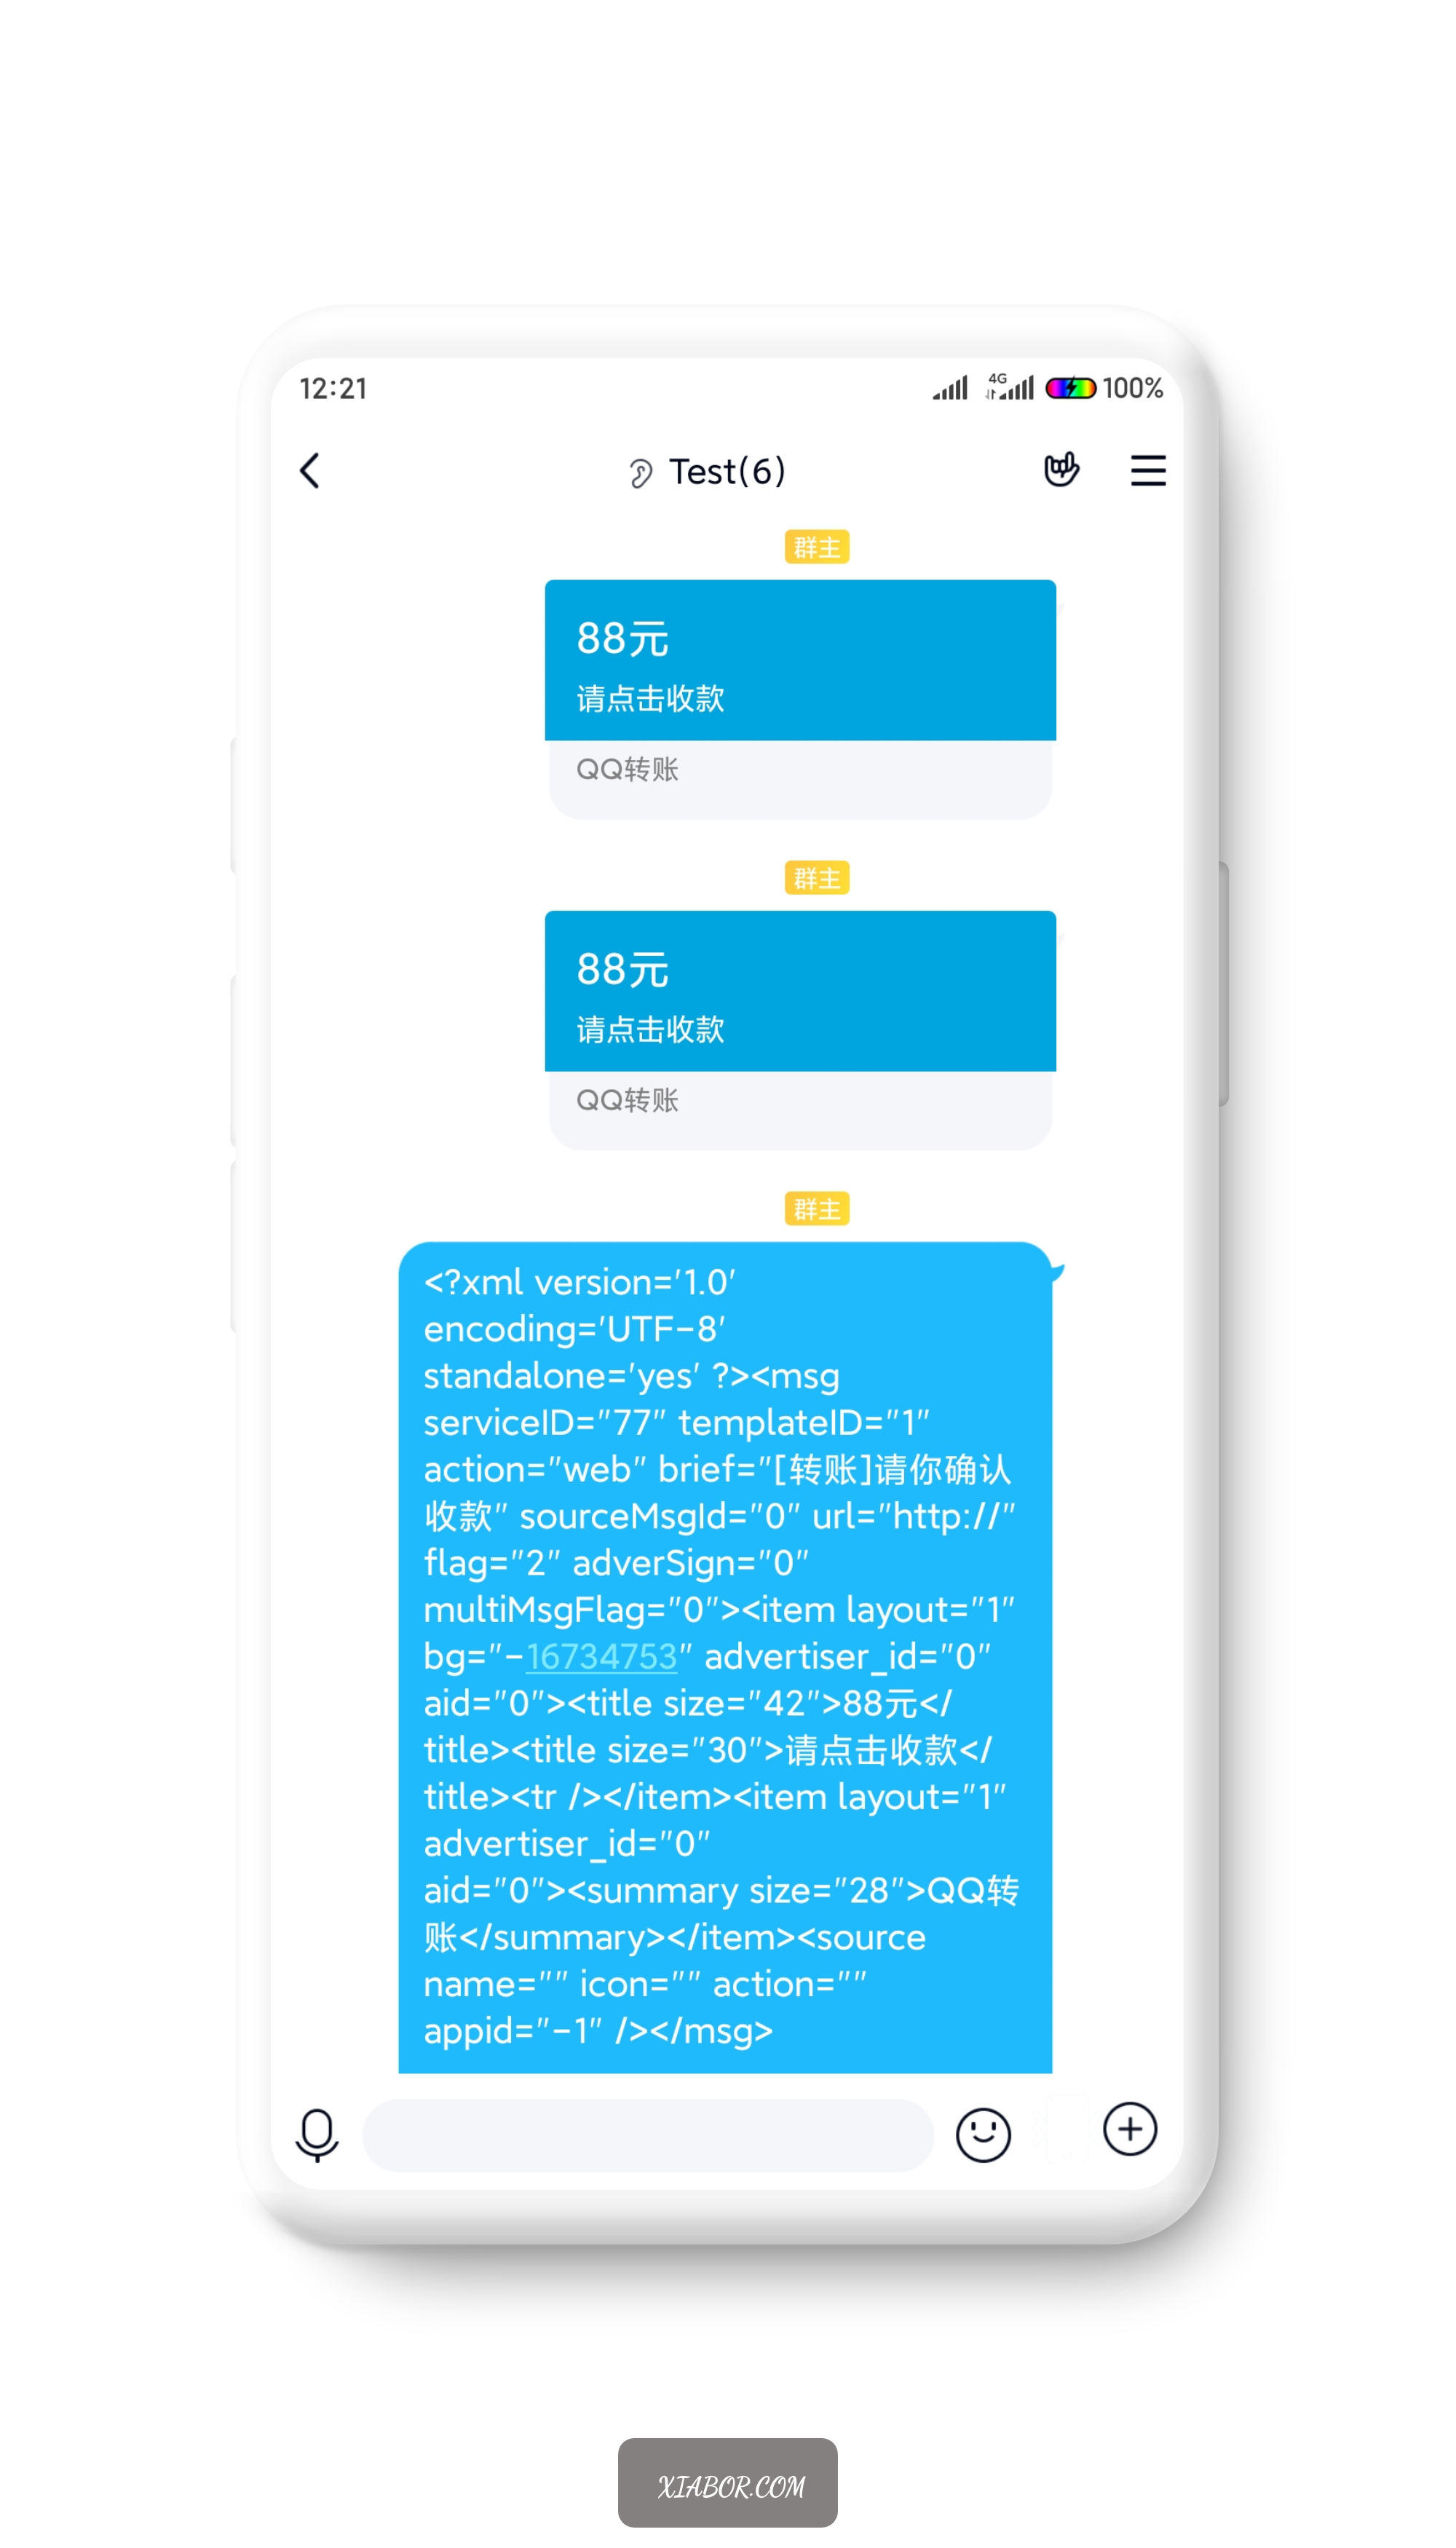 12:21
4G
100%
Test(6)
群主
88元
请点击收款
QQ转账
群主
88元
请点击收款
QQ转账
群主
<?xml version='1.0'
encoding='UTF-8'
standalone='yes' ?><msg
serviceID="77" templateID="1"
action="web" brief="[转账]请你确认
收款" sourceMsgId="0" url="http://"
flag="2" adverSign="0"
multiMsgFlag="0"><item layout="1"
bg="-16734753" advertiser_id="0"
aid="0"><title size="42">88元</
title><title size="30">请点击收款</
title><tr /></item><item layout="1"
advertiser_id="0"
aid="0"><summary size="28">QQ转
账</summary></item><source
name="" icon="" action=""
appid="-1" /></msg>
XIABOR.COM